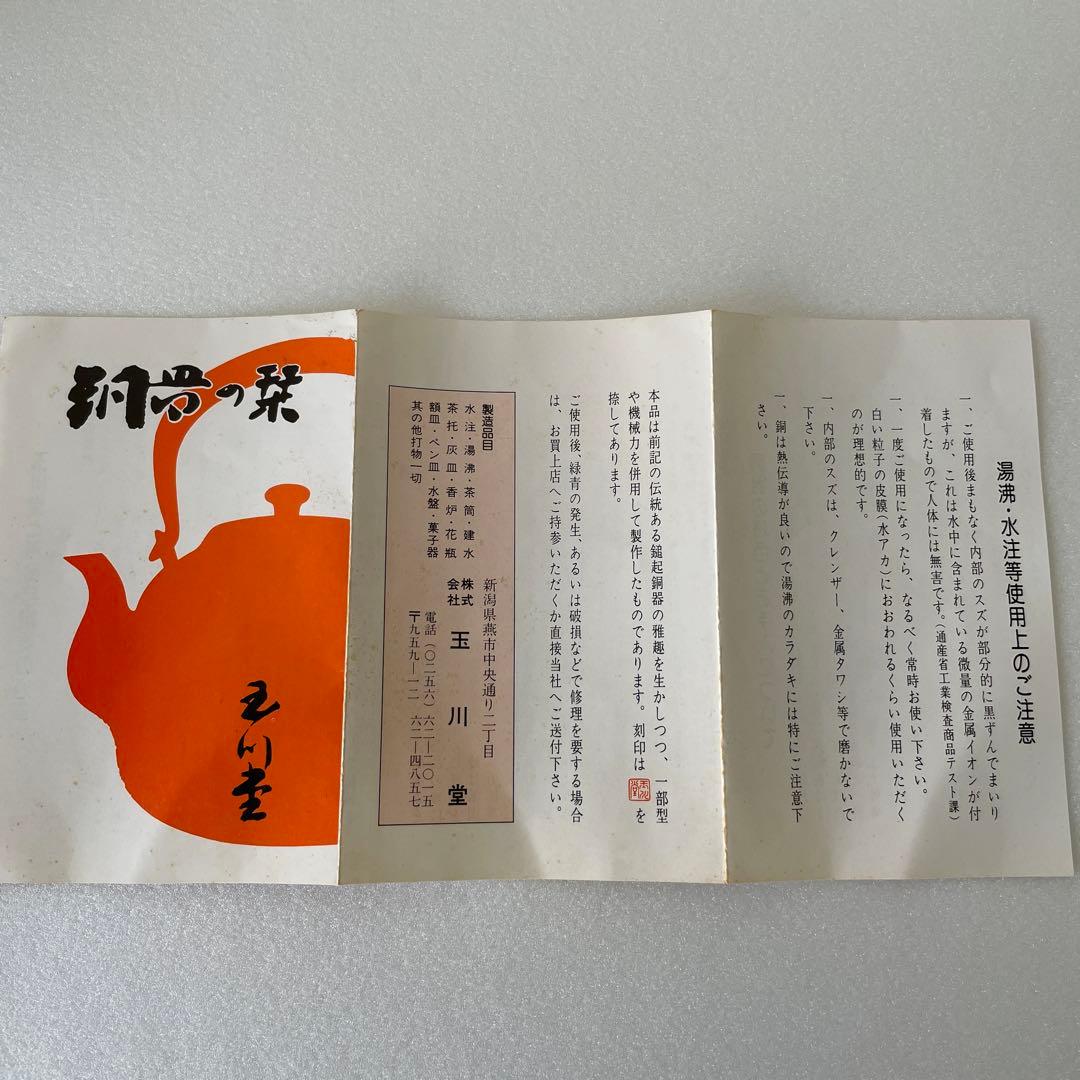 銅器の栞
玉川堂
湯沸・水注等使用上のご注意
一、ご使用後まもなく内部のスズが部分的に黒ずんでまいり
ますが、これは水中に含まれている微量の金属イオンが付
着したもので人体には無害です。（通産省工業検査商品テスト課）
一、一度ご使用になったら、なるべく常時お使い下さい。
白い粒子の皮膜（水アカ）におおわれるくらい使用いただく
のが理想的です。
一、内部のスズは、クレンザー、金属タワシ等で磨かないで
下さい。
一、銅は熱伝導が良いので湯沸のカラダキには特にご注意下
さい。
本品は前記の伝統ある鎚起銅器の雅趣を生かしつつ、一部型
や機械力を併用して製作したものであります。刻印は玉川堂を
捺してあります。
ご使用後、緑青の発生、あるいは破損などで修理を要する場合
は、お買上店へご持参いただくか直接当社へご送付下さい。
製造品目
水注・湯沸・茶筒・建水
茶托・灰皿・香炉・花瓶
額皿・ペン皿・水盤・菓子器
其の他打物一切
新潟県燕市中央通り二丁目
株式会社 玉川堂
電話（〇二五六）六二―二〇一五
〒九五九―一二 六二―四八五七